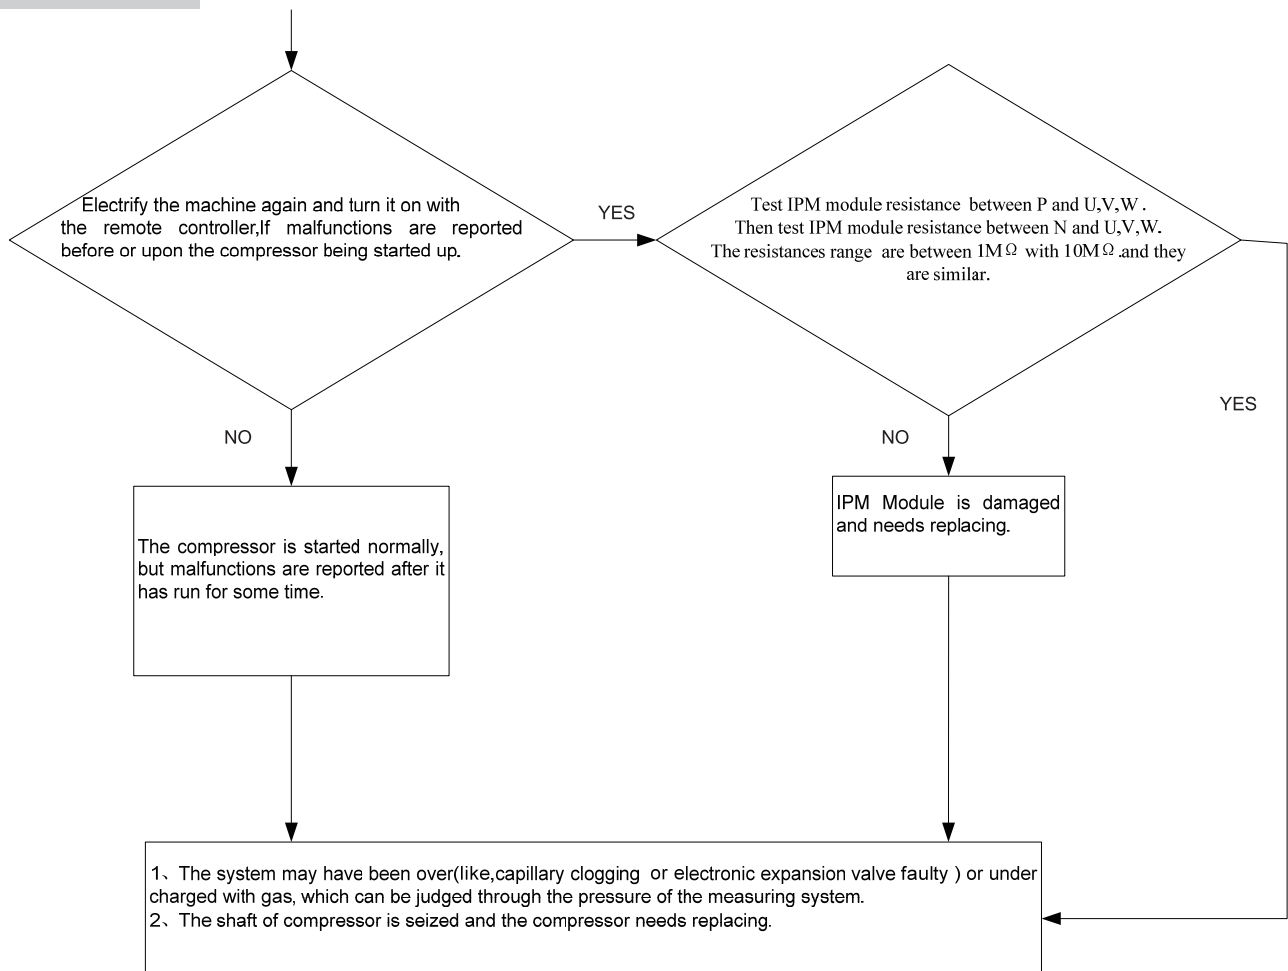 Electrify the machine again and turn it on with
the remote controller,If malfunctions are reported
before or upon the compressor being started up.
YES
Test IPM module resistance between P and U,V,W .
Then test IPM module resistance between N and U,V,W.
The resistances range are between 1MΩ with 10MΩ .and they
are similar.
YES
NO
NO
The compressor is started normally,
but malfunctions are reported after it
has run for some time.
IPM Module is damaged
and needs replacing.
1、The system may have been over(like,capillary clogging or electronic expansion valve faulty ) or under
charged with gas, which can be judged through the pressure of the measuring system.
2、The shaft of compressor is seized and the compressor needs replacing.